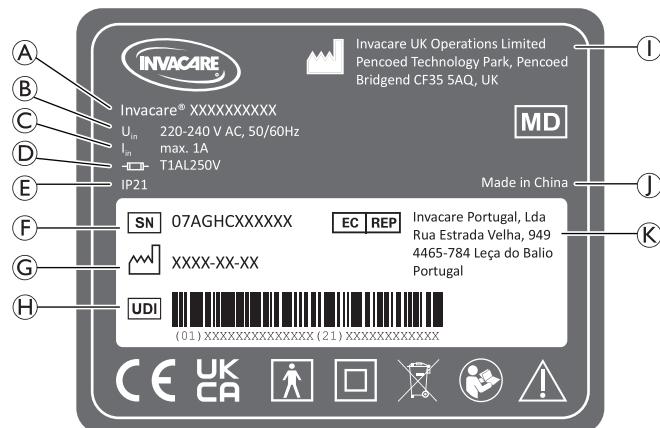 A
INVACARE
Invacare UK Operations Limited
Pencoed Technology Park, Pencoed
Bridgend CF35 5AQ, UK
I
B
Invacare® XXXXXXXXXX
MD
C
Uin 220-240 V AC, 50/60Hz
Iin max. 1A
D
T1AL250V
E
IP21
Made in China
J
F
SN 07AGHCXXXXXX
EC REP
Invacare Portugal, Lda
Rua Estrada Velha, 949
4465-784 Leça do Balio
Portugal
K
G
XXXX-XX-XX
H
UDI
(01)XXXXXXXXXXXXXX(21)XXXXXXXXXXXX
CE
UK
CA